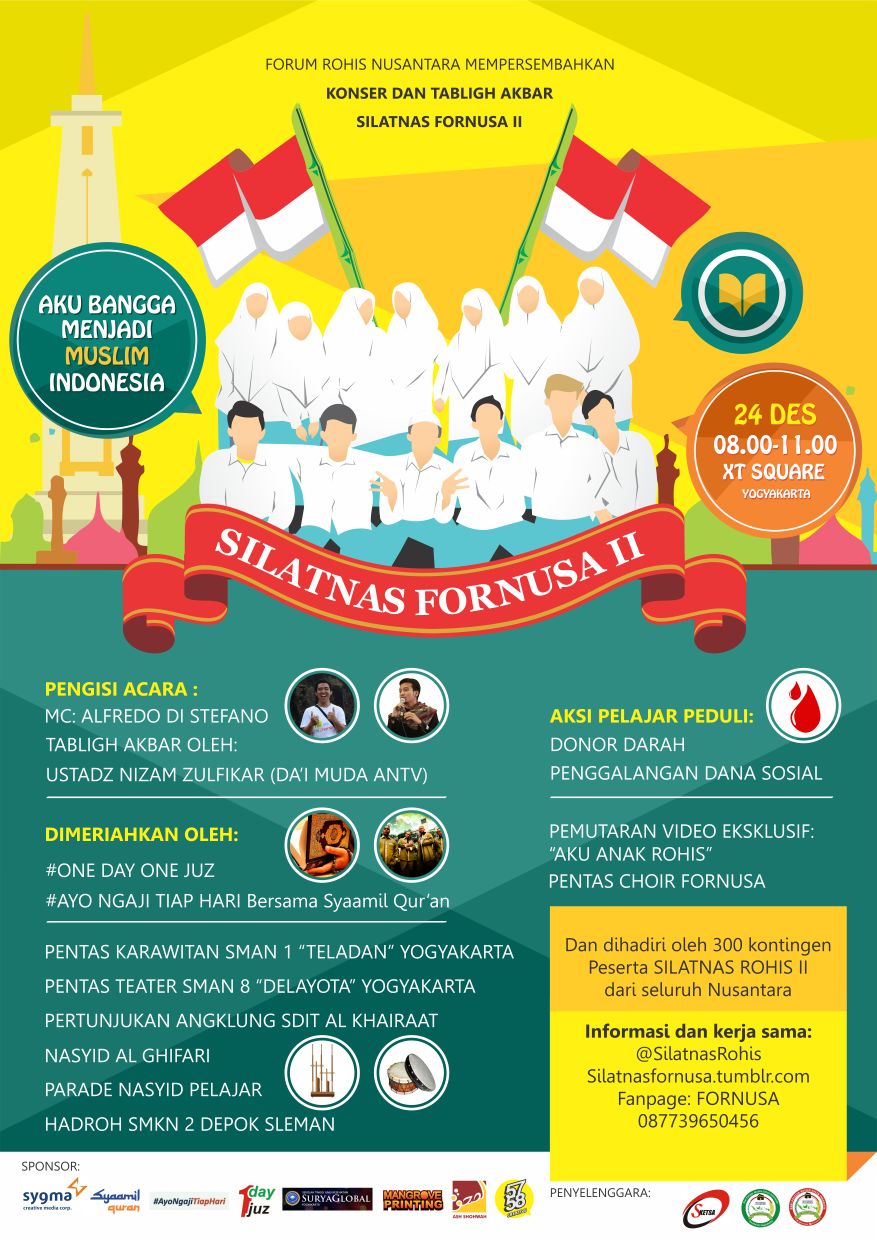 FORUM ROHIS NUSANTARA MEMPERSEMBAHKAN
KONSER DAN TABLIGH AKBAR
SILATNAS FORNUSA II
AKU BANGGA
MENJADI
MUSLIM
INDONESIA
24 DES
08.00-11.00
XT SQUARE
YOGYAKARTA
SILATNAS FORNUSA II
PENGISI ACARA :
MC: ALFREDO DI STEFANO
TABLIGH AKBAR OLEH:
USTADZ NIZAM ZULFIKAR (DA'I MUDA ANTV)
DIMERIAHKAN OLEH:
#ONE DAY ONE JUZ
#AYO NGAJI TIAP HARI Bersama Syaamil Qur'an
PENTAS KARAWITAN SMAN 1 "TELADAN" YOGYAKARTA
PENTAS TEATER SMAN 8 "DELAYOTA" YOGYAKARTA
PERTUNJUKAN ANGKLUNG SDIT AL KHAIRAAT
NASYID AL GHIFARI
PARADE NASYID PELAJAR
HADROH SMKN 2 DEPOK SLEMAN
AKSI PELAJAR PEDULI:
DONOR DARAH
PENGGALANGAN DANA SOSIAL
PEMUTARAN VIDEO EKSKLUSIF:
"AKU ANAK ROHIS"
PENTAS CHOIR FORNUSA
Dan dihadiri oleh 300 kontingen
Peserta SILATNAS ROHIS II
dari seluruh Nusantara
Informasi dan kerja sama:
@SilatnasRohis
Silatnasfornusa.tumblr.com
Fanpage: FORNUSA
087739650456
SPONSOR:
sygma
creative media corp.
Syaamil
quran
#AyoNgajiTiapHari
1day
1juz
SURYAGLOBAL
MANGROVE
PRINTING
ASH SHOHWAH
5758
PENYELENGGARA:
SKETSA